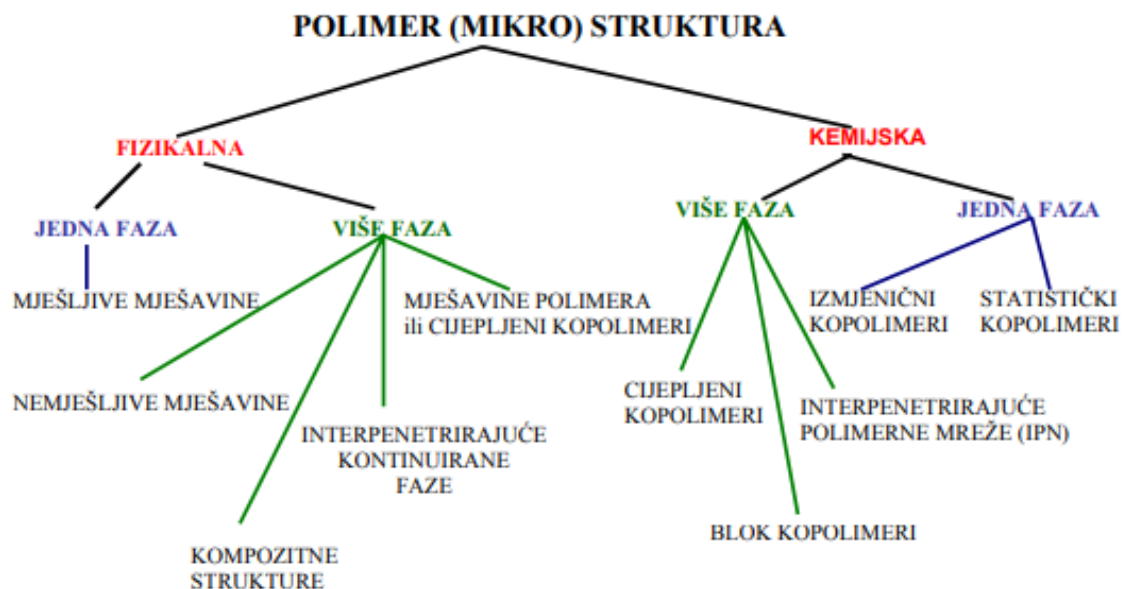 POLIMER (MIKRO) STRUKTURA
FIZIKALNA
KEMIJSKA
JEDNA FAZA
VIŠE FAZA
VIŠE FAZA
JEDNA FAZA
MJEŠLJIVE MJEŠAVINE
MJEŠAVINE POLIMERA
ili CIJEPLJENI KOPOLIMERI
IZMJENIČNI
KOPOLIMERI
STATISTIČKI
KOPOLIMERI
NEMJEŠLJIVE MJEŠAVINE
INTERPENETRIRAJUĆE
KONTINUIRANE
FAZE
CIJEPLJENI
KOPOLIMERI
INTERPENETRIRAJUĆE
POLIMERNE MREŽE (IPN)
KOMPOZITNE
STRUKTURE
BLOK KOPOLIMERI